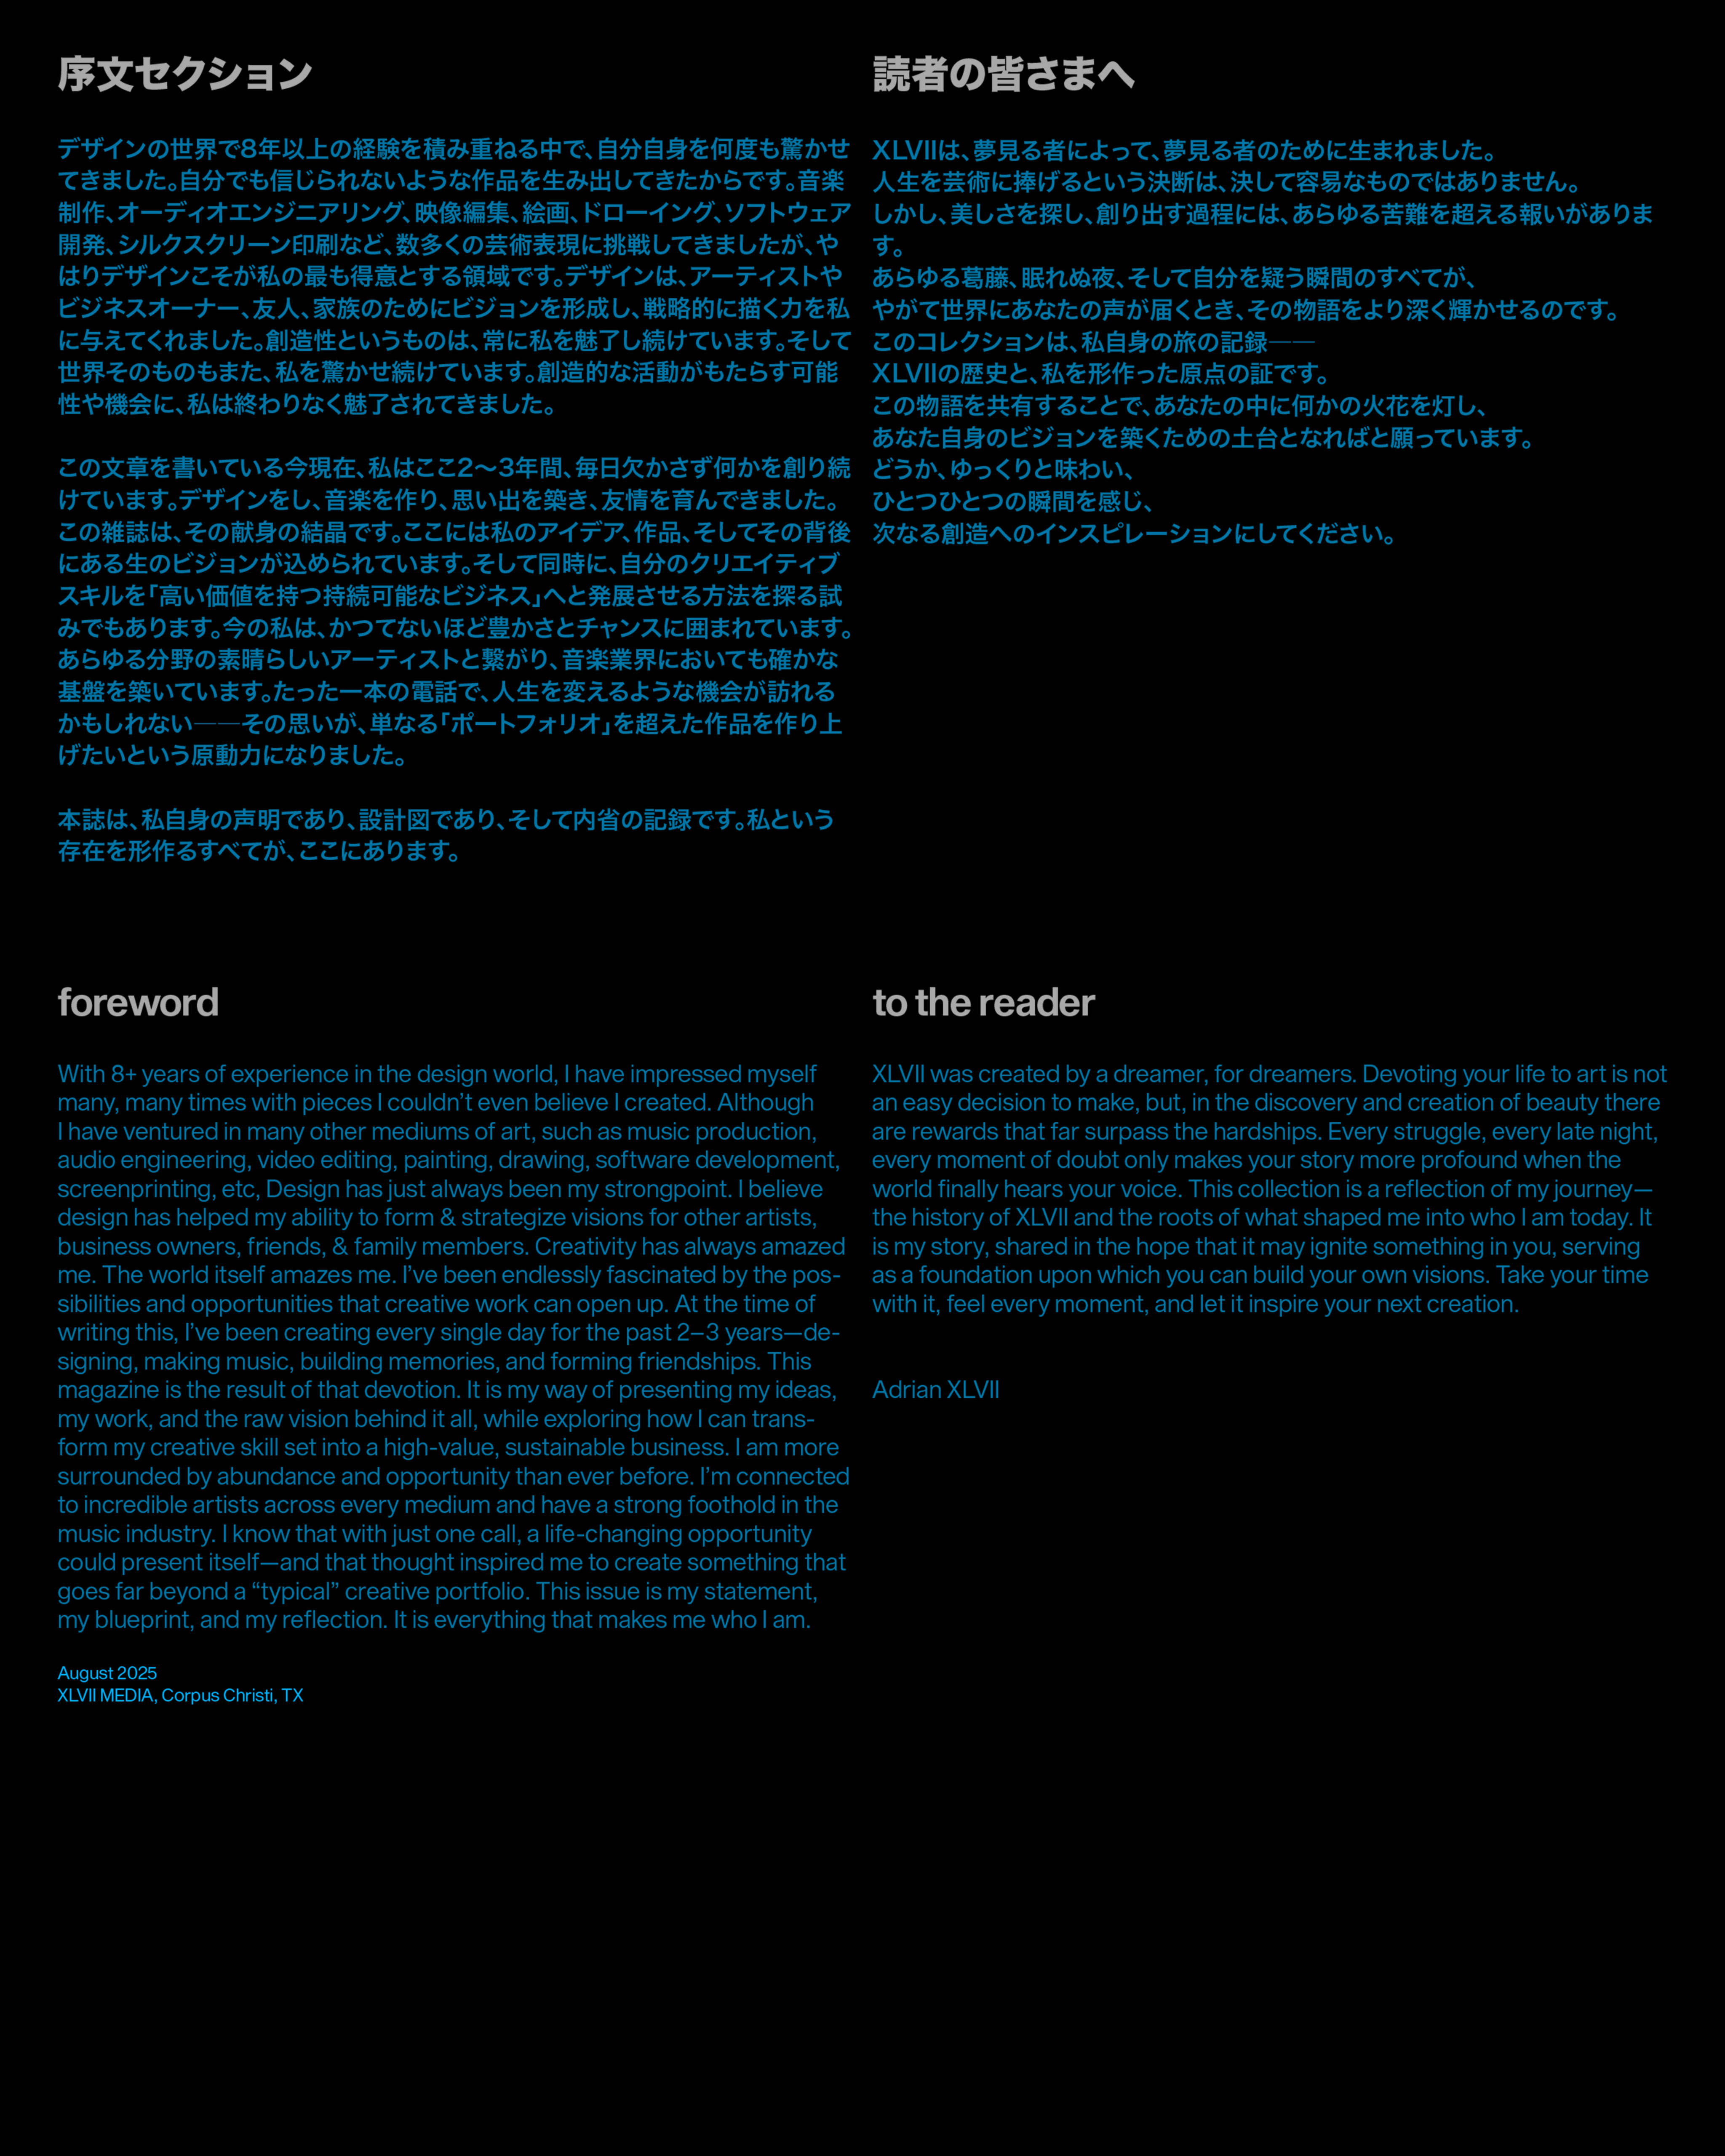 序文セクション
デザインの世界で8年以上の経験を積み重ねる中で、自分自身を何度も驚かせ
てきました。自分でも信じられないような作品を生み出してきたからです。音楽
制作、オーディオエンジニアリング、映像編集、絵画、ドローイング、ソフトウェア
開発、シルクスクリーン印刷など、数多くの芸術表現に挑戦してきましたが、や
はりデザインこそが私の最も得意とする領域です。デザインは、アーティストや
ビジネスオーナー、友人、家族のためにビジョンを形成し、戦略的に描く力を私
に与えてくれました。創造性というものは、常に私を魅了し続けています。そして
世界そのものもまた、私を驚かせ続けています。創造的な活動がもたらす可能
性や機会に、私は終わりなく魅了されてきました。
この文章を書いている今現在、私はここ2〜3年間、毎日欠かさず何かを創り続
けています。デザインをし、音楽を作り、思い出を築き、友情を育んできました。
この雑誌は、その献身の結晶です。ここには私のアイデア、作品、そしてその背後
にある生のビジョンが込められています。そして同時に、自分のクリエイティブ
スキルを「高い価値を持つ持続可能なビジネス」へと発展させる方法を探る試
みでもあります。今の私は、かつてないほど豊かさとチャンスに囲まれています。
あらゆる分野の素晴らしいアーティストと繋がり、音楽業界においても確かな
基盤を築いています。たった一本の電話で、人生を変えるような機会が訪れる
かもしれない──その思いが、単なる「ポートフォリオ」を超えた作品を作り上
げたいという原動力になりました。
本誌は、私自身の声明であり、設計図であり、そして内省の記録です。私という
存在を形作るすべてが、ここにあります。
読者の皆さまへ
XLVIIは、夢見る者によって、夢見る者のために生まれました。
人生を芸術に捧げるという決断は、決して容易なものではありません。
しかし、美しさを探し、創り出す過程には、あらゆる苦難を超える報いがありま
す。
あらゆる葛藤、眠れぬ夜、そして自分を疑う瞬間のすべてが、
やがて世界にあなたの声が届くとき、その物語をより深く輝かせるのです。
このコレクションは、私自身の旅の記録──
XLVIIの歴史と、私を形作った原点の証です。
この物語を共有することで、あなたの中に何かの火花を灯し、
あなた自身のビジョンを築くための土台となればと願っています。
どうか、ゆっくりと味わい、
ひとつひとつの瞬間を感じ、
次なる創造へのインスピレーションにしてください。
foreword
With 8+ years of experience in the design world, I have impressed myself
many, many times with pieces I couldn’t even believe I created. Although
I have ventured in many other mediums of art, such as music production,
audio engineering, video editing, painting, drawing, software development,
screenprinting, etc, Design has just always been my strongpoint. I believe
design has helped my ability to form & strategize visions for other artists,
business owners, friends, & family members. Creativity has always amazed
me. The world itself amazes me. I’ve been endlessly fascinated by the pos-
sibilities and opportunities that creative work can open up. At the time of
writing this, I’ve been creating every single day for the past 2–3 years—de-
signing, making music, building memories, and forming friendships. This
magazine is the result of that devotion. It is my way of presenting my ideas,
my work, and the raw vision behind it all, while exploring how I can trans-
form my creative skill set into a high-value, sustainable business. I am more
surrounded by abundance and opportunity than ever before. I’m connected
to incredible artists across every medium and have a strong foothold in the
music industry. I know that with just one call, a life-changing opportunity
could present itself—and that thought inspired me to create something that
goes far beyond a “typical” creative portfolio. This issue is my statement,
my blueprint, and my reflection. It is everything that makes me who I am.
August 2025
XLVII MEDIA, Corpus Christi, TX
to the reader
XLVII was created by a dreamer, for dreamers. Devoting your life to art is not
an easy decision to make, but, in the discovery and creation of beauty there
are rewards that far surpass the hardships. Every struggle, every late night,
every moment of doubt only makes your story more profound when the
world finally hears your voice. This collection is a reflection of my journey—
the history of XLVII and the roots of what shaped me into who I am today. It
is my story, shared in the hope that it may ignite something in you, serving
as a foundation upon which you can build your own visions. Take your time
with it, feel every moment, and let it inspire your next creation.
Adrian XLVII